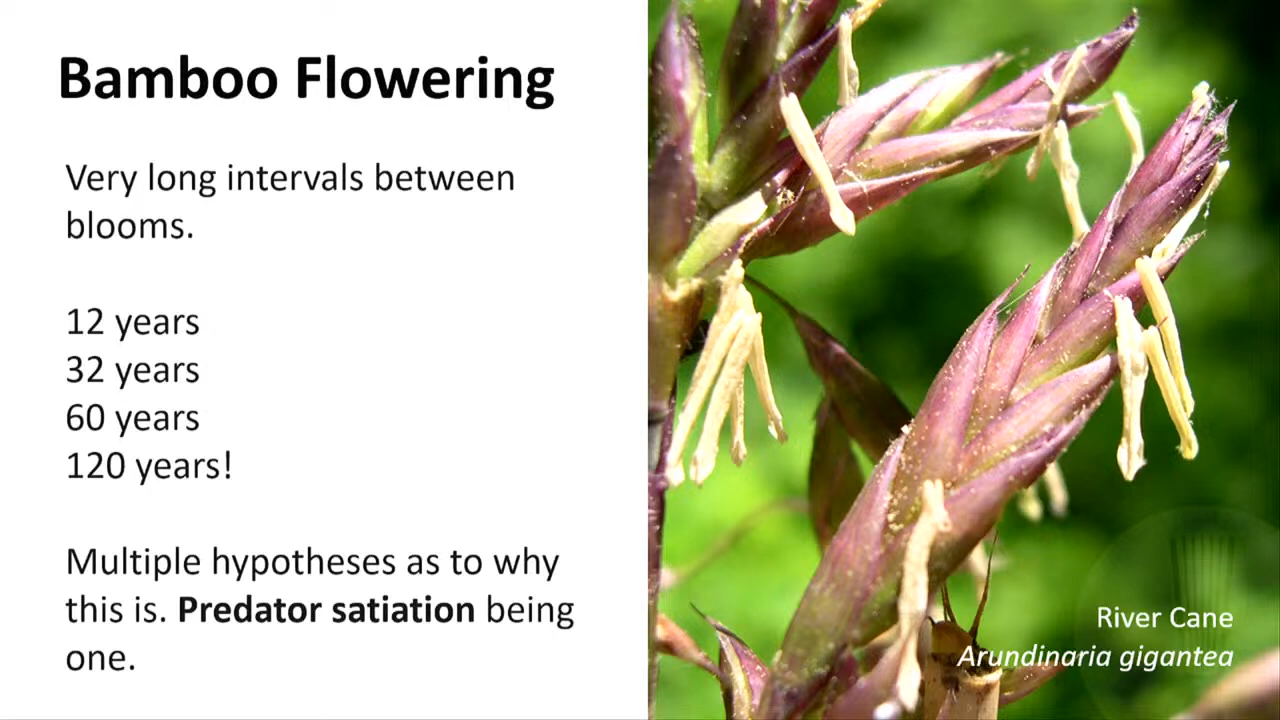 Bamboo Flowering
Very long intervals between
blooms.
12 years
32 years
60 years
120 years!
Multiple hypotheses as to why
this is. Predator satiation being
one.
River Cane
Arundinaria gigantea